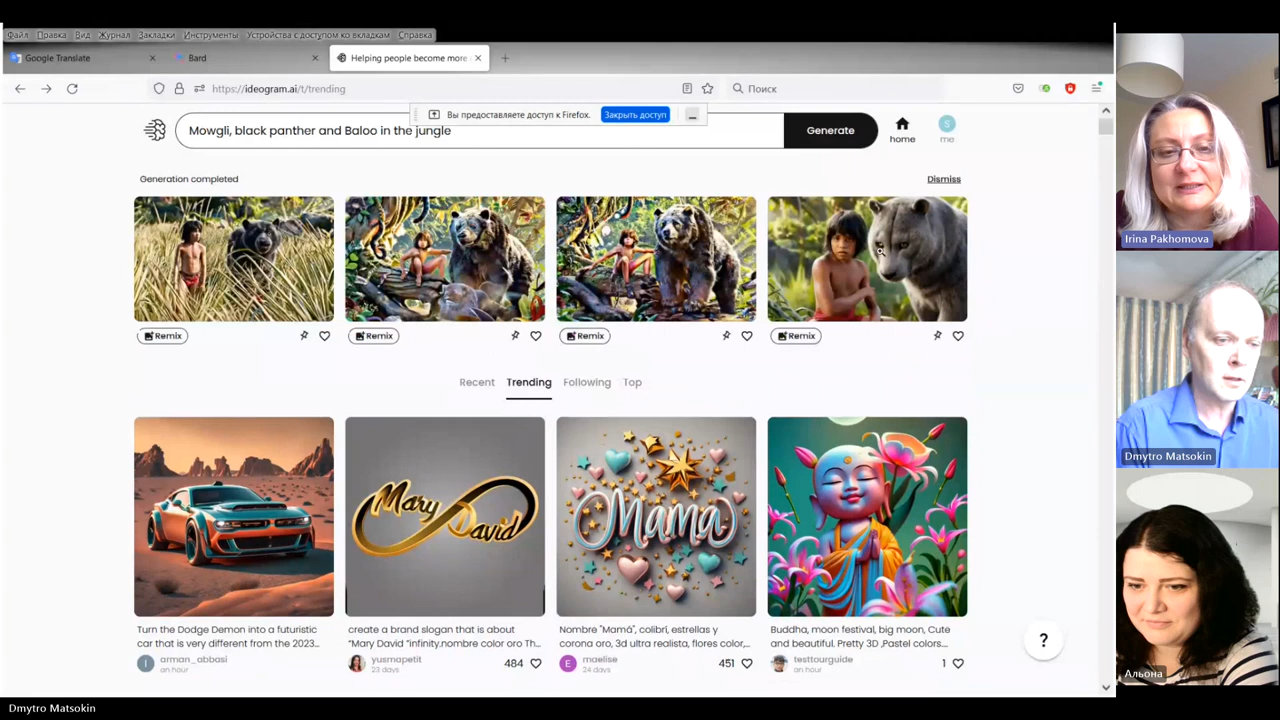 Файл Правка Вид Журнал Закладки Инструменты Устройства с доступом ко вкладкам Справка
Google Translate
Bard
Helping people become more
https://ideogram.ai/t/trending
Поиск
Вы предоставляете доступ к Firefox. Закрыть доступ
Mowgli, black panther and Baloo in the jungle
Generate
home
S
me
Generation completed
Dismiss
Remix
Remix
Remix
Remix
Recent Trending Following Top
Mary David
Mamá
Turn the Dodge Demon into a futuristic
car that is very different from the 2023...
I
arman_abbasi
an hour
create a brand slogan that is about
“Mary David “infinity.nombre color oro Th...
yusmapetit
23 days
484
Nombre "Mamá", colibrí, estrellas y
corona oro, 3d ultra realista, flores color,...
E
maelise
24 days
451
Buddha, moon festival, big moon, Cute
and beautiful. Pretty 3D ,Pastel colors....
testtourguide
an hour
1
?
Irina Pakhomova
Dmytro Matsokin
Альона
Dmytro Matsokin